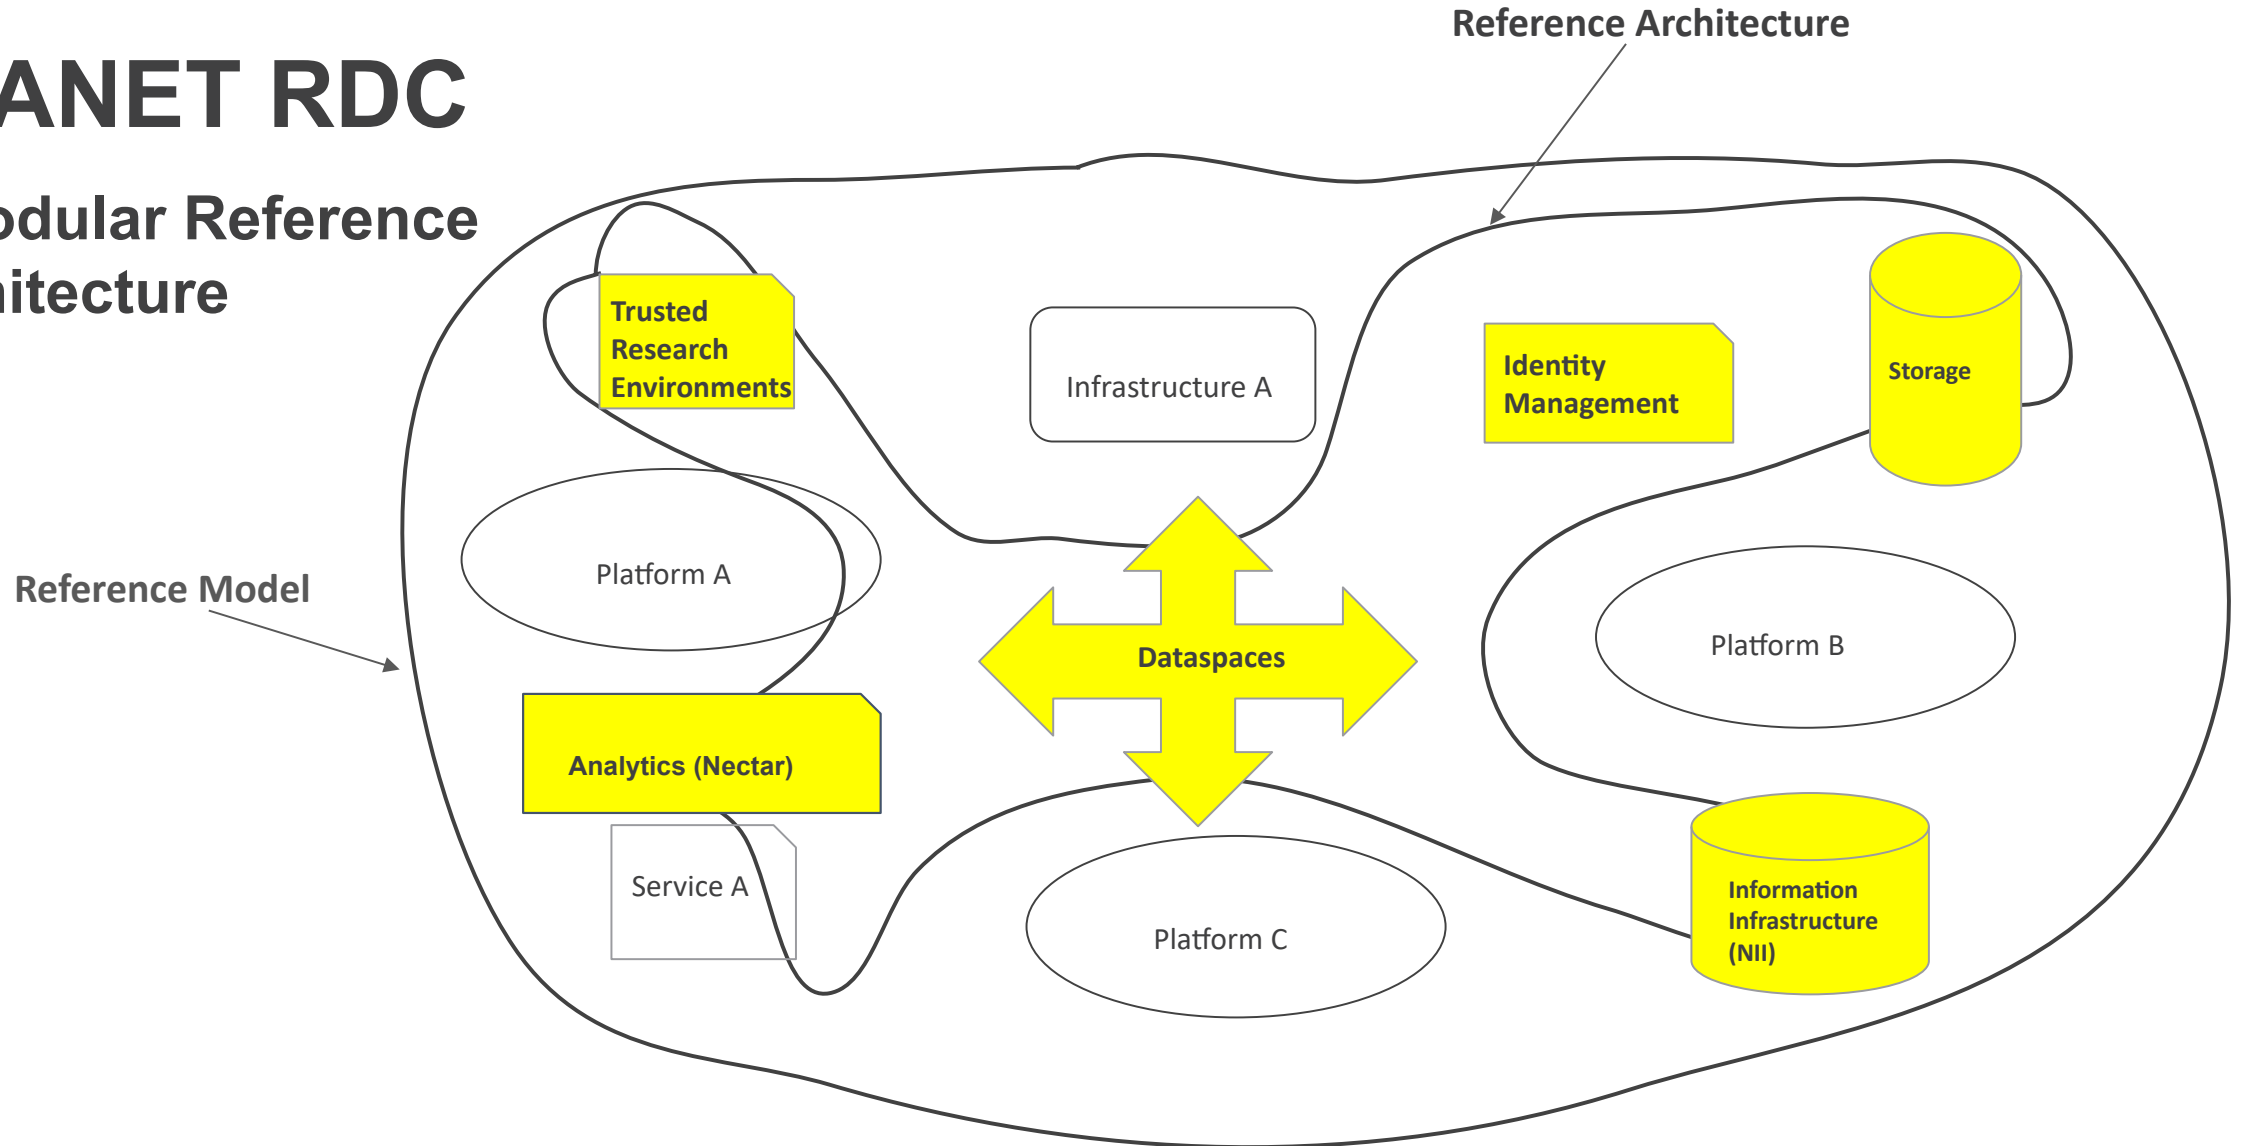 ANET RDC
odular Reference
hitecture
Reference Architecture
Trusted
Research
Environments
Infrastructure A
Identity
Management
Storage
Platform A
Reference Model
Dataspaces
Platform B
Analytics (Nectar)
Service A
Platform C
Information
Infrastructure
(NII)